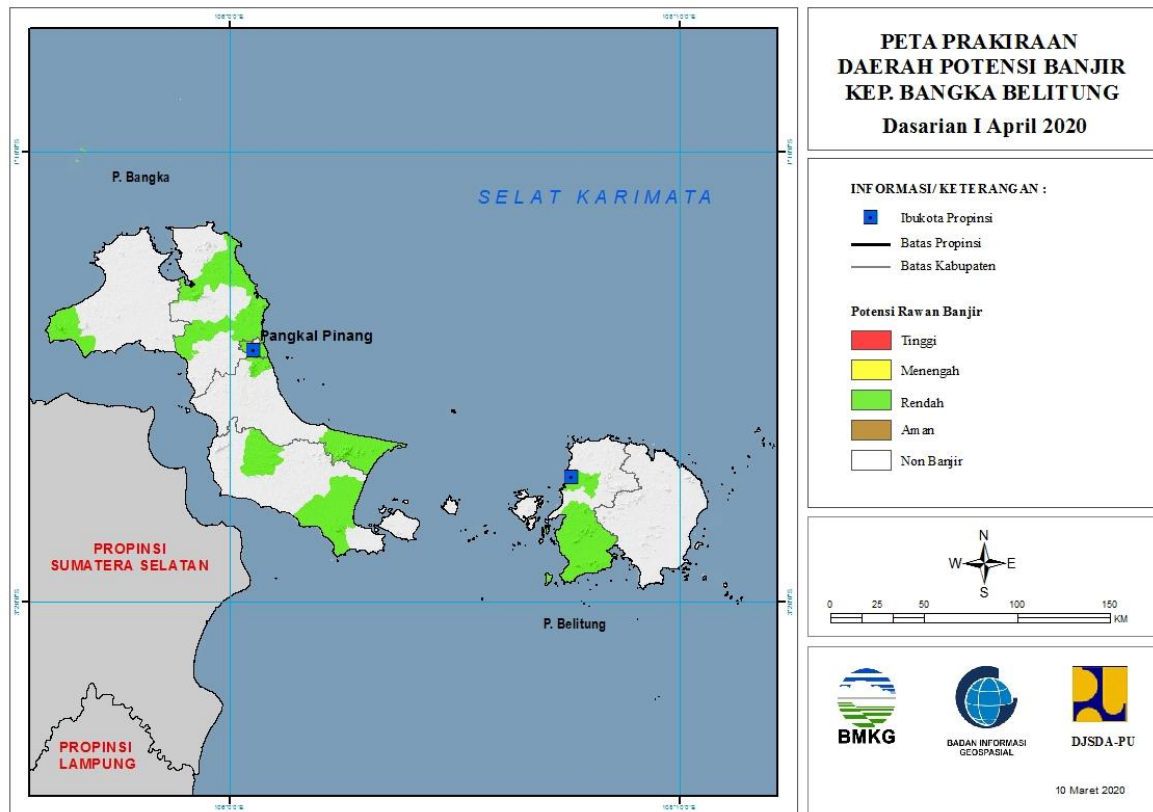 PETA PRAKIRAAN
DAERAH POTENSI BANJIR
KEP. BANGKA BELITUNG
Dasarian I April 2020
P. Bangka
SELAT KARIMATA
Pangkal Pinang
PROPINSI
SUMATERA SELATAN
P. Belitung
PROPINSI
LAMPUNG
INFORMASI/ KETERANGAN :
Ibukota Propinsi
Batas Propinsi
Batas Kabupaten
Potensi Rawan Banjir
Tinggi
Menengah
Rendah
Aman
Non Banjir
N
W E
S
0 25 50 100 150
KM
BMKG
BADAN INFORMASI
GEOSPASIAL
DJSDA-PU
10 Maret 2020